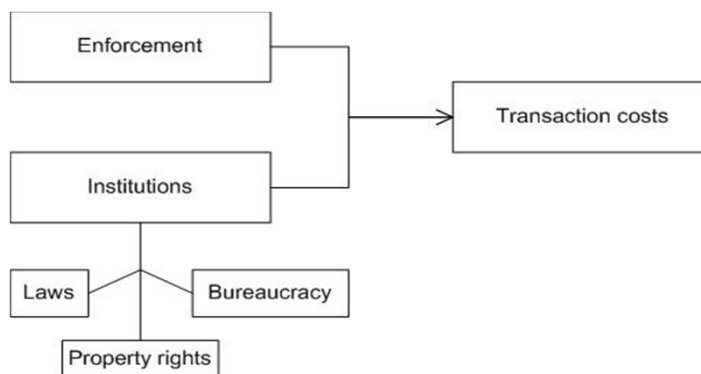 Enforcement
Transaction costs
Institutions
Laws
Bureaucracy
Property rights